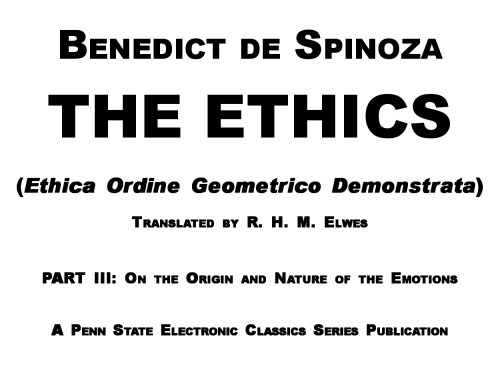 Benedict de Spinoza
THE ETHICS
(Ethica Ordine Geometrico Demonstrata)
Translated by R. H. M. Elwes
PART III: On the Origin and Nature of the Emotions
A Penn State Electronic Classics Series Publication